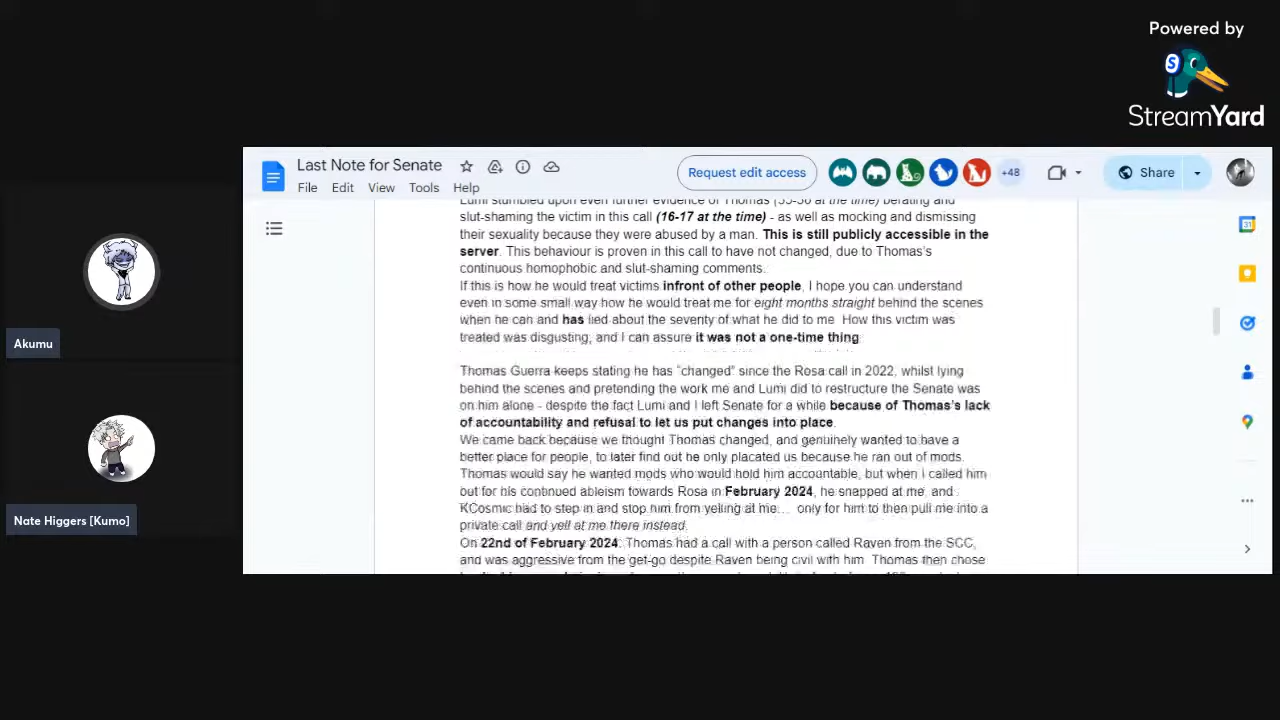 Powered by
StreamYard
Last Note for Senate
File Edit View Tools Help
Request edit access
+48
Share
Lumi stumbled upon even further evidence of Thomas (35-36 at the time) berating and
slut-shaming the victim in this call (16-17 at the time) - as well as mocking and dismissing
their sexuality because they were abused by a man. This is still publicly accessible in the
server. This behaviour is proven in this call to have not changed, due to Thomas's
continuous homophobic and slut-shaming comments.
If this is how he would treat victims infront of other people, I hope you can understand
even in some small way how he would treat me for eight months straight behind the scenes
when he can and has lied about the severity of what he did to me. How this victim was
treated was disgusting, and I can assure it was not a one-time thing.
Thomas Guerra keeps stating he has "changed" since the Rosa call in 2022, whilst lying
behind the scenes and pretending the work me and Lumi did to restructure the Senate was
on him alone - despite the fact Lumi and I left Senate for a while because of Thomas's lack
of accountability and refusal to let us put changes into place.
We came back because we thought Thomas changed, and genuinely wanted to have a
better place for people, to later find out he only placated us because he ran out of mods.
Thomas would say he wanted mods who would hold him accountable, but when I called him
out for his continued ableism towards Rosa in February 2024, he snapped at me, and
KCosmic had to step in and stop him from yelling at me... only for him to then pull me into a
private call and yell at me there instead.
On 22nd of February 2024, Thomas had a call with a person called Raven from the SCC,
and was aggressive from the get-go despite Raven being civil with him. Thomas then chose
Akumu
Nate Higgers [Kumo]